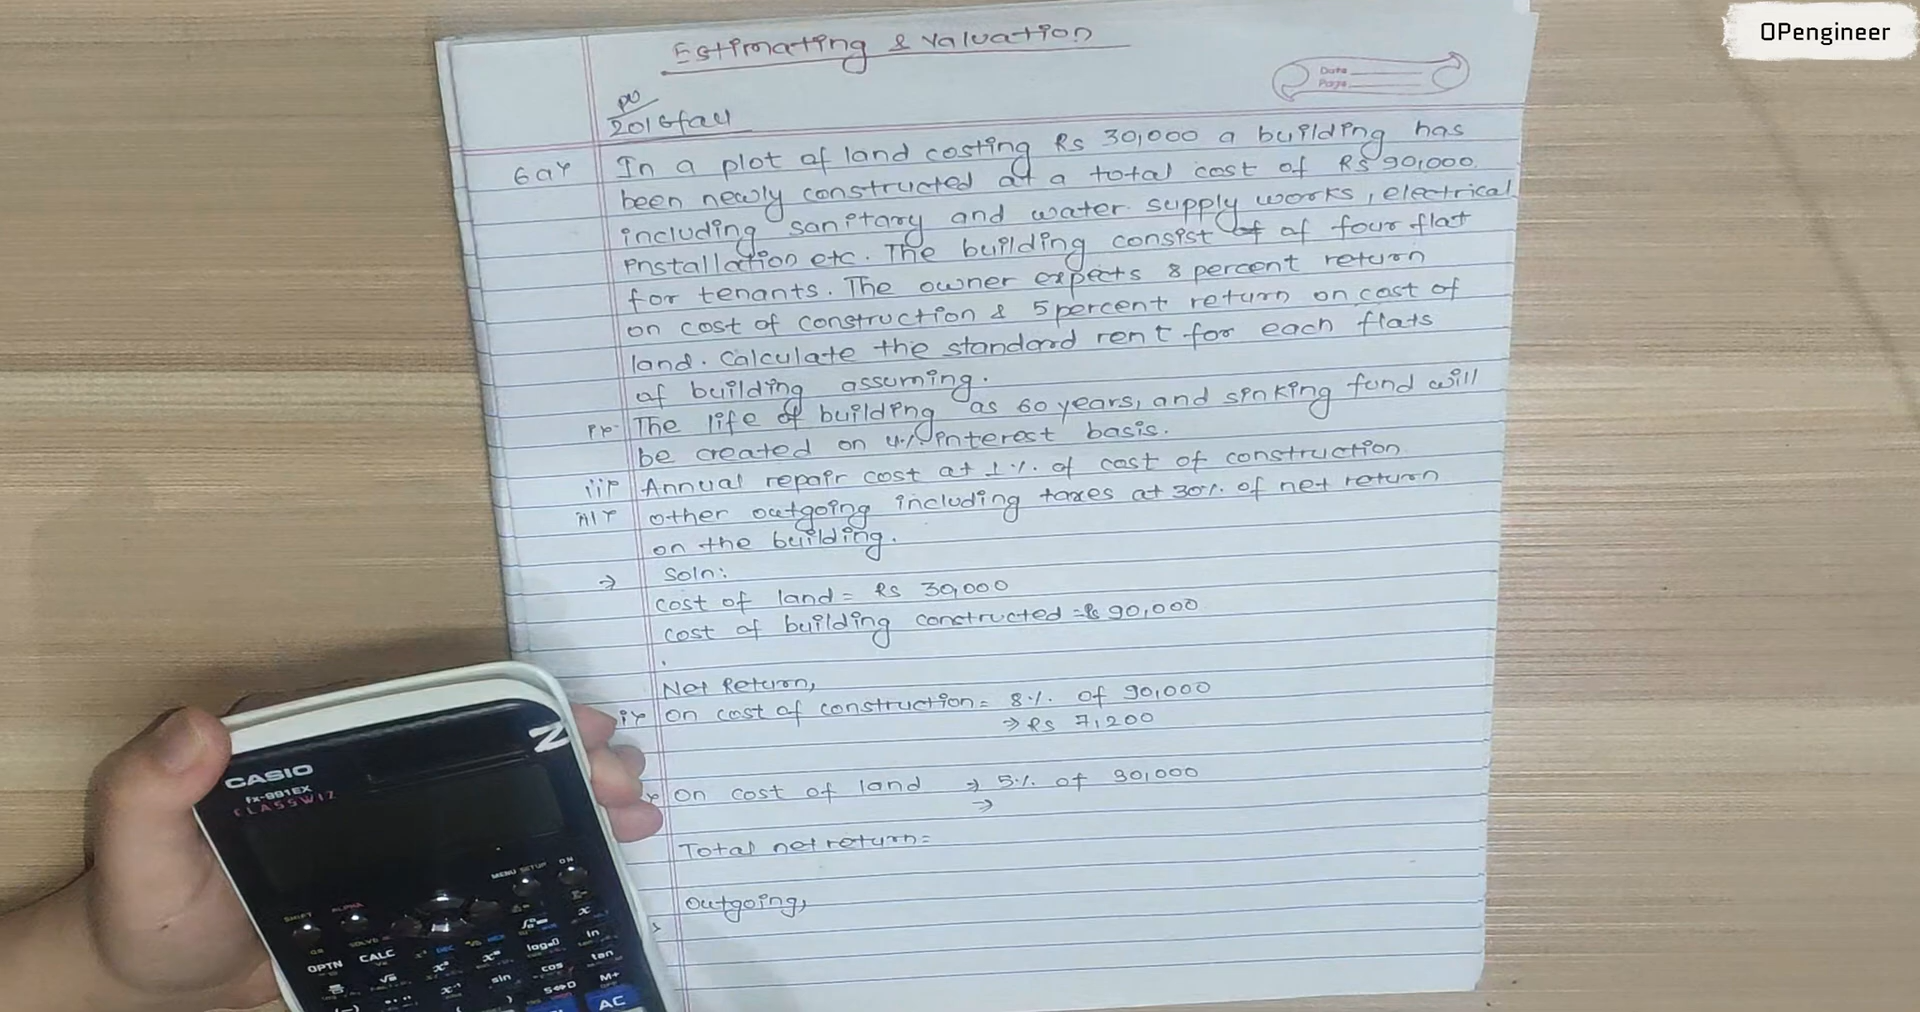 OPengineer
Estimating & Valuation
Date
Page
PU
2016 fall
6a) In a plot of land costing Rs 30,000 a building has
been newly constructed at a total cost of RS 90,000.
including sanitary and water supply works, electrical
installation etc. The building consist of four flat
for tenants. The owner expects 8 percent return
on cost of construction & 5 percent return on cost of
land. Calculate the standard rent for each flats
of building assuming.
The life of building as 60 years, and sinking fund will
be created on 4% interest basis.
ii) Annual repair cost at 1% of cost of construction
other outgoing including taxes at 30% of net return
on the building.
→ Soln:
cost of land = Rs 30,000
cost of building constructed = Rs 90,000
Net Return,
i) On cost of construction = 8% of 90,000
→ Rs 7,200
On cost of land → 5% of 30,000
→
Total net return =
Outgoing,
CASIO
fx-991EX
CLASSWIZ
SHIFT ALPHA MENU SETUP ON
OPTN CALC
log ln
sin cos tan
S⇔D M+
AC